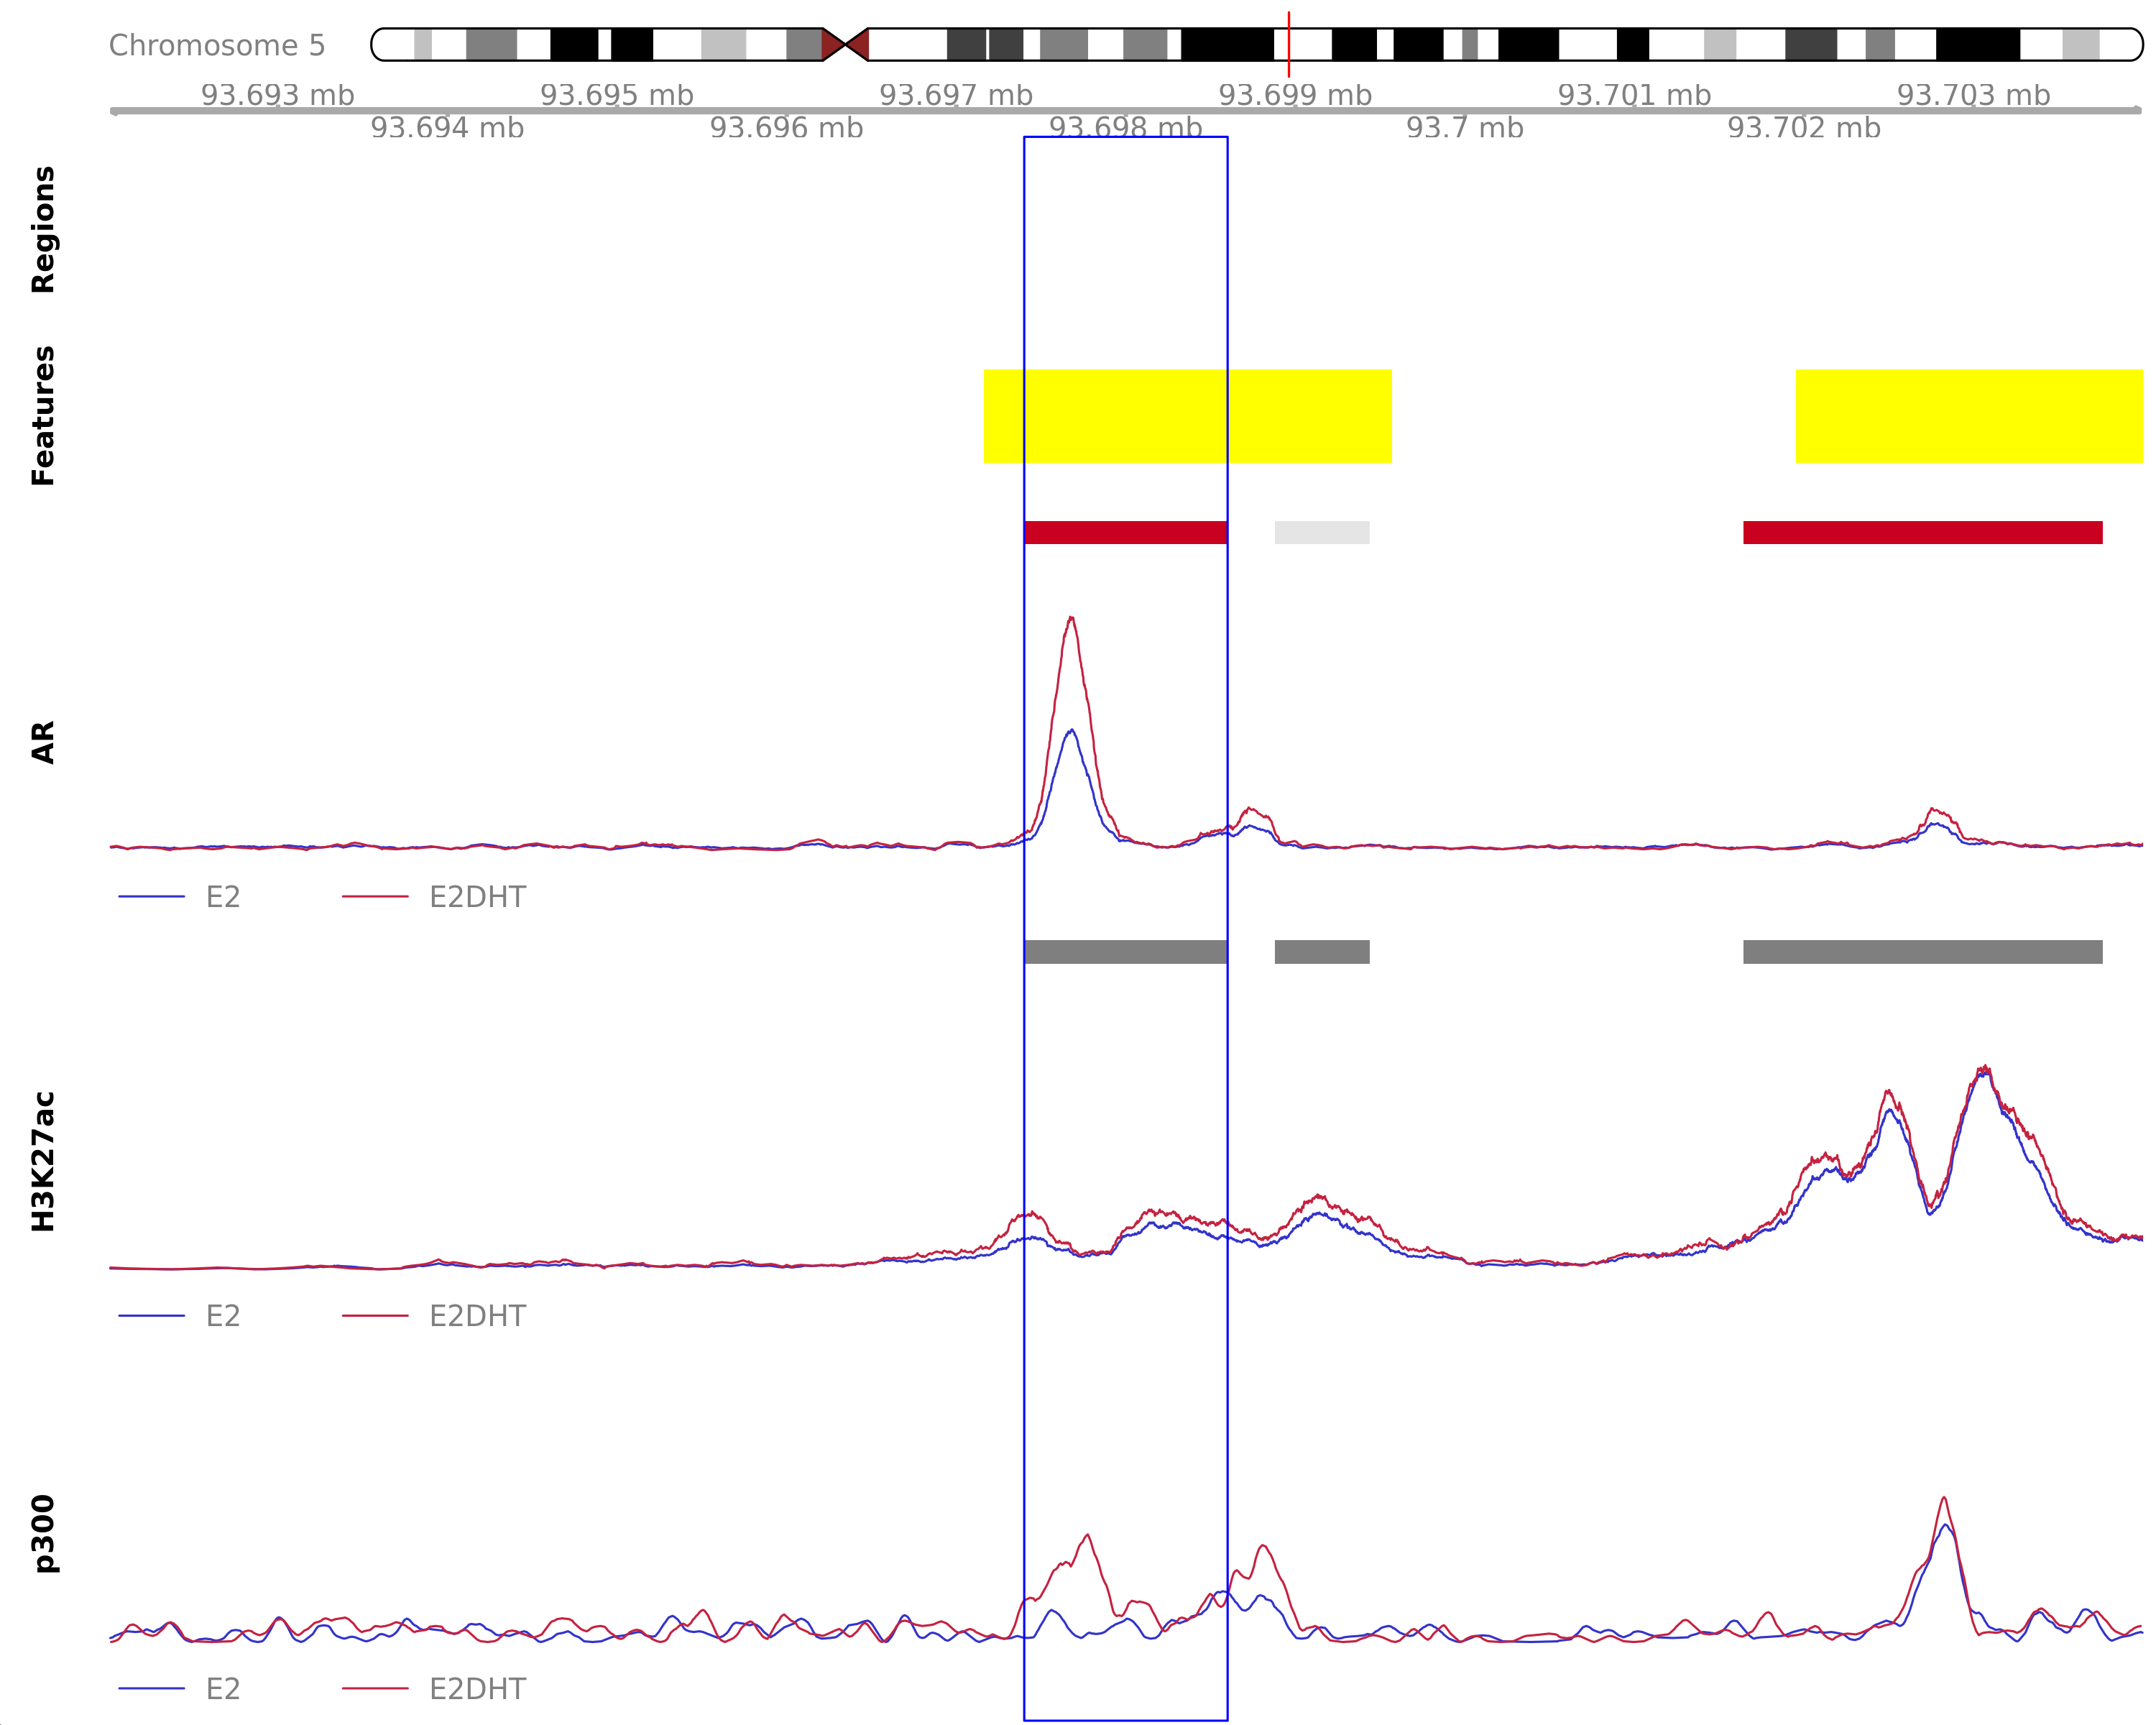 Chromosome 5
93.693 mb 93.695 mb 93.697 mb 93.699 mb 93.701 mb 93.703 mb
93.694 mb 93.696 mb 93.698 mb 93.7 mb 93.702 mb
Regions
Features
AR
E2 E2DHT
H3K27ac
E2 E2DHT
p300
E2 E2DHT